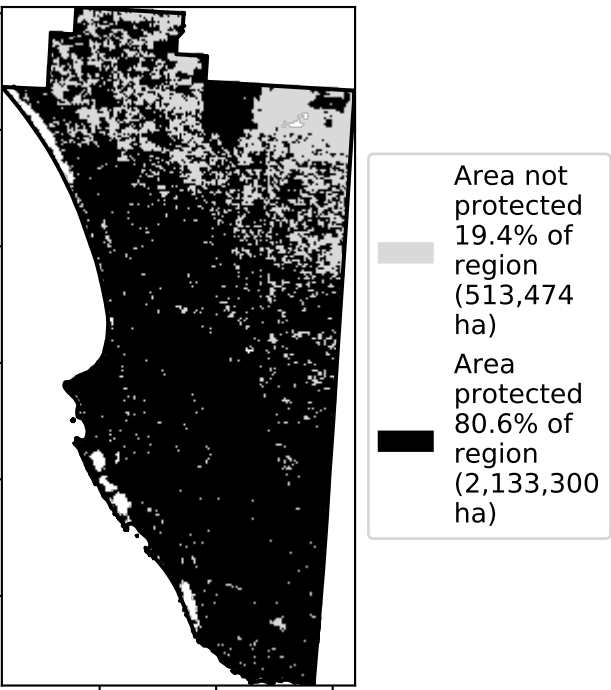 Area not
protected
19.4% of
region
(513,474
ha)
Area
protected
80.6% of
region
(2,133,300
ha)